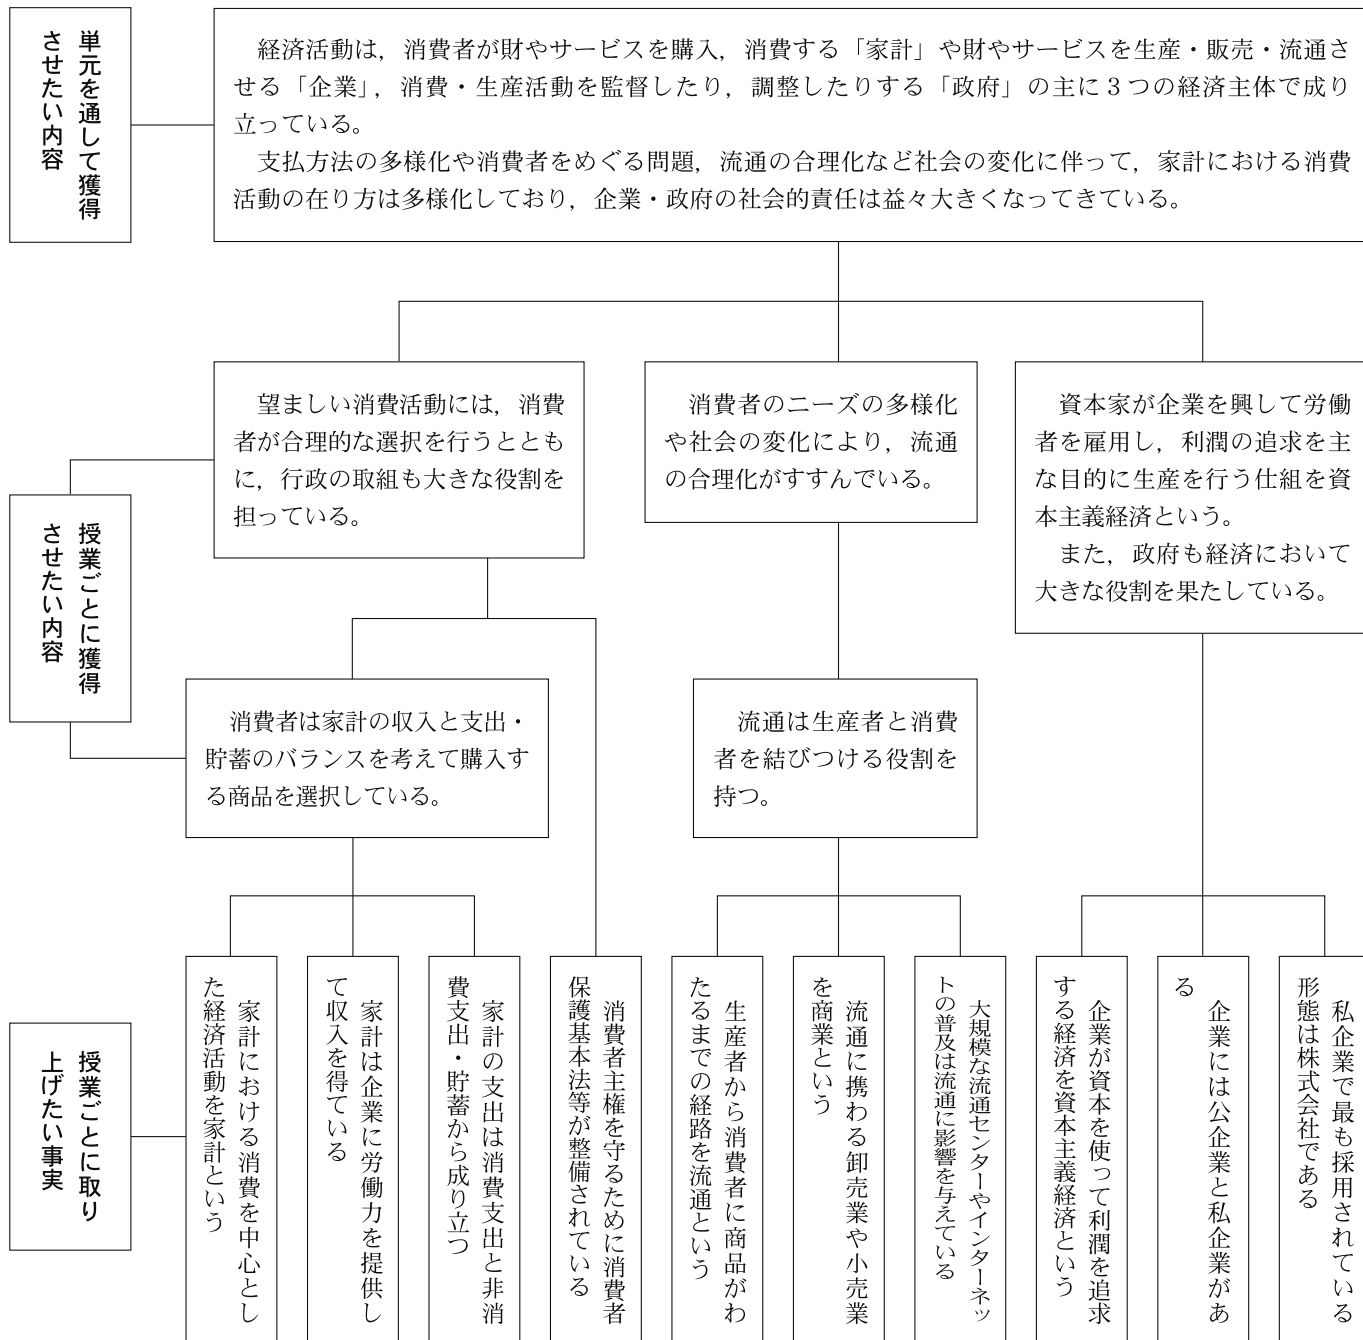 単元を通して獲得
させたい内容
　経済活動は，消費者が財やサービスを購入，消費する「家計」や財やサービスを生産・販売・流通さ
せる「企業」，消費・生産活動を監督したり，調整したりする「政府」の主に３つの経済主体で成り
立っている。
　支払方法の多様化や消費者をめぐる問題，流通の合理化など社会の変化に伴って，家計における消費
活動の在り方は多様化しており，企業・政府の社会的責任は益々大きくなってきている。
授業ごとに獲得
させたい内容
　望ましい消費活動には，消費
者が合理的な選択を行うととも
に，行政の取組も大きな役割を
担っている。
　消費者のニーズの多様化
や社会の変化により，流通
の合理化がすすんでいる。
　資本家が企業を興して労働
者を雇用し，利潤の追求を主
な目的に生産を行う仕組を資
本主義経済という。
　また，政府も経済において
大きな役割を果たしている。
　消費者は家計の収入と支出・
貯蓄のバランスを考えて購入す
る商品を選択している。
　流通は生産者と消費
者を結びつける役割を
持つ。
授業ごとに取り
上げたい事実
　家計における消費を中心とし
た経済活動を家計という
　家計は企業に労働力を提供し
て収入を得ている
　家計の支出は消費支出と非消
費支出・貯蓄から成り立つ
　消費者主権を守るために消費者
保護基本法等が整備されている
　生産者から消費者に商品がわ
たるまでの経路を流通という
　流通に携わる卸売業や小売業
を商業という
　大規模な流通センターやインターネッ
トの普及は流通に影響を与えている
　企業が資本を使って利潤を追求
する経済を資本主義経済という
　企業には公企業と私企業があ
る
　私企業で最も採用されている
形態は株式会社である